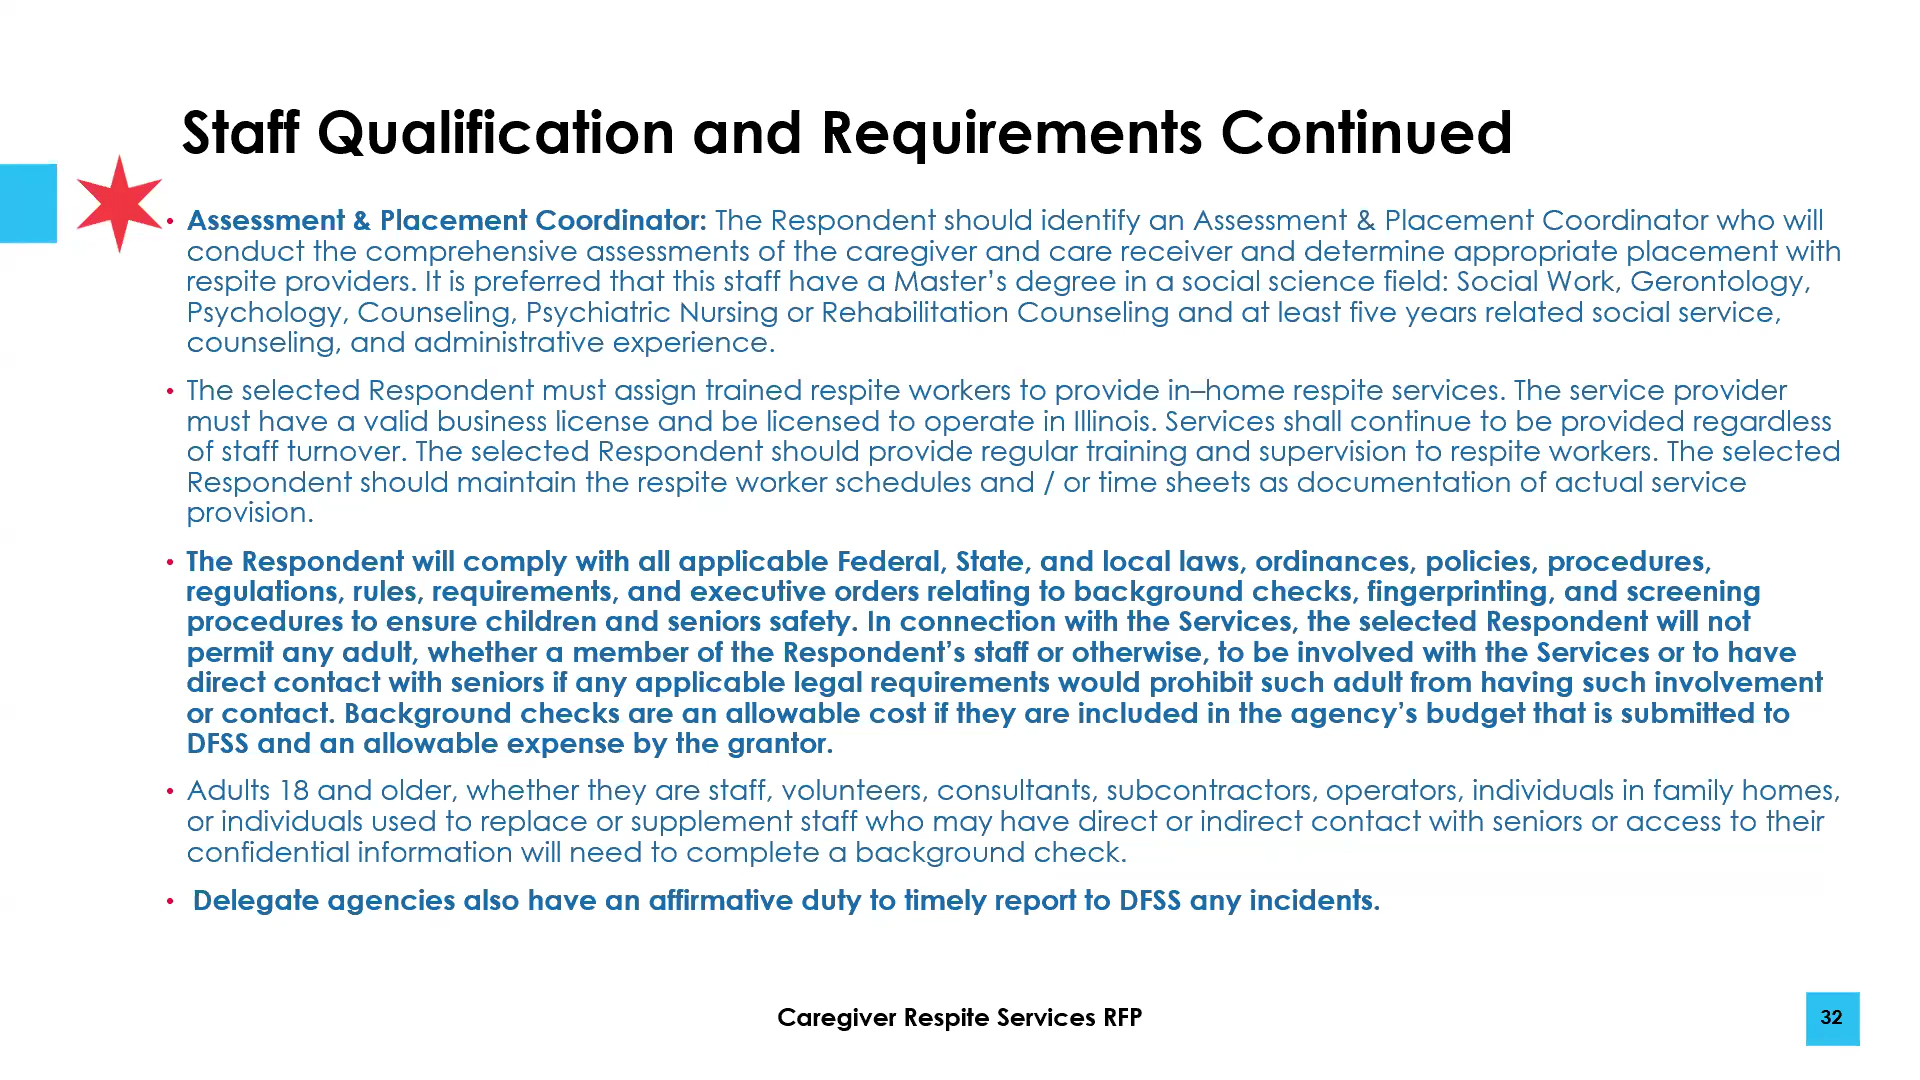 Staff Qualification and Requirements Continued
• Assessment & Placement Coordinator: The Respondent should identify an Assessment & Placement Coordinator who will
conduct the comprehensive assessments of the caregiver and care receiver and determine appropriate placement with
respite providers. It is preferred that this staff have a Master’s degree in a social science field: Social Work, Gerontology,
Psychology, Counseling, Psychiatric Nursing or Rehabilitation Counseling and at least five years related social service,
counseling, and administrative experience.
• The selected Respondent must assign trained respite workers to provide in–home respite services. The service provider
must have a valid business license and be licensed to operate in Illinois. Services shall continue to be provided regardless
of staff turnover. The selected Respondent should provide regular training and supervision to respite workers. The selected
Respondent should maintain the respite worker schedules and / or time sheets as documentation of actual service
provision.
• The Respondent will comply with all applicable Federal, State, and local laws, ordinances, policies, procedures,
regulations, rules, requirements, and executive orders relating to background checks, fingerprinting, and screening
procedures to ensure children and seniors safety. In connection with the Services, the selected Respondent will not
permit any adult, whether a member of the Respondent’s staff or otherwise, to be involved with the Services or to have
direct contact with seniors if any applicable legal requirements would prohibit such adult from having such involvement
or contact. Background checks are an allowable cost if they are included in the agency’s budget that is submitted to
DFSS and an allowable expense by the grantor.
• Adults 18 and older, whether they are staff, volunteers, consultants, subcontractors, operators, individuals in family homes,
or individuals used to replace or supplement staff who may have direct or indirect contact with seniors or access to their
confidential information will need to complete a background check.
• Delegate agencies also have an affirmative duty to timely report to DFSS any incidents.
Caregiver Respite Services RFP
32